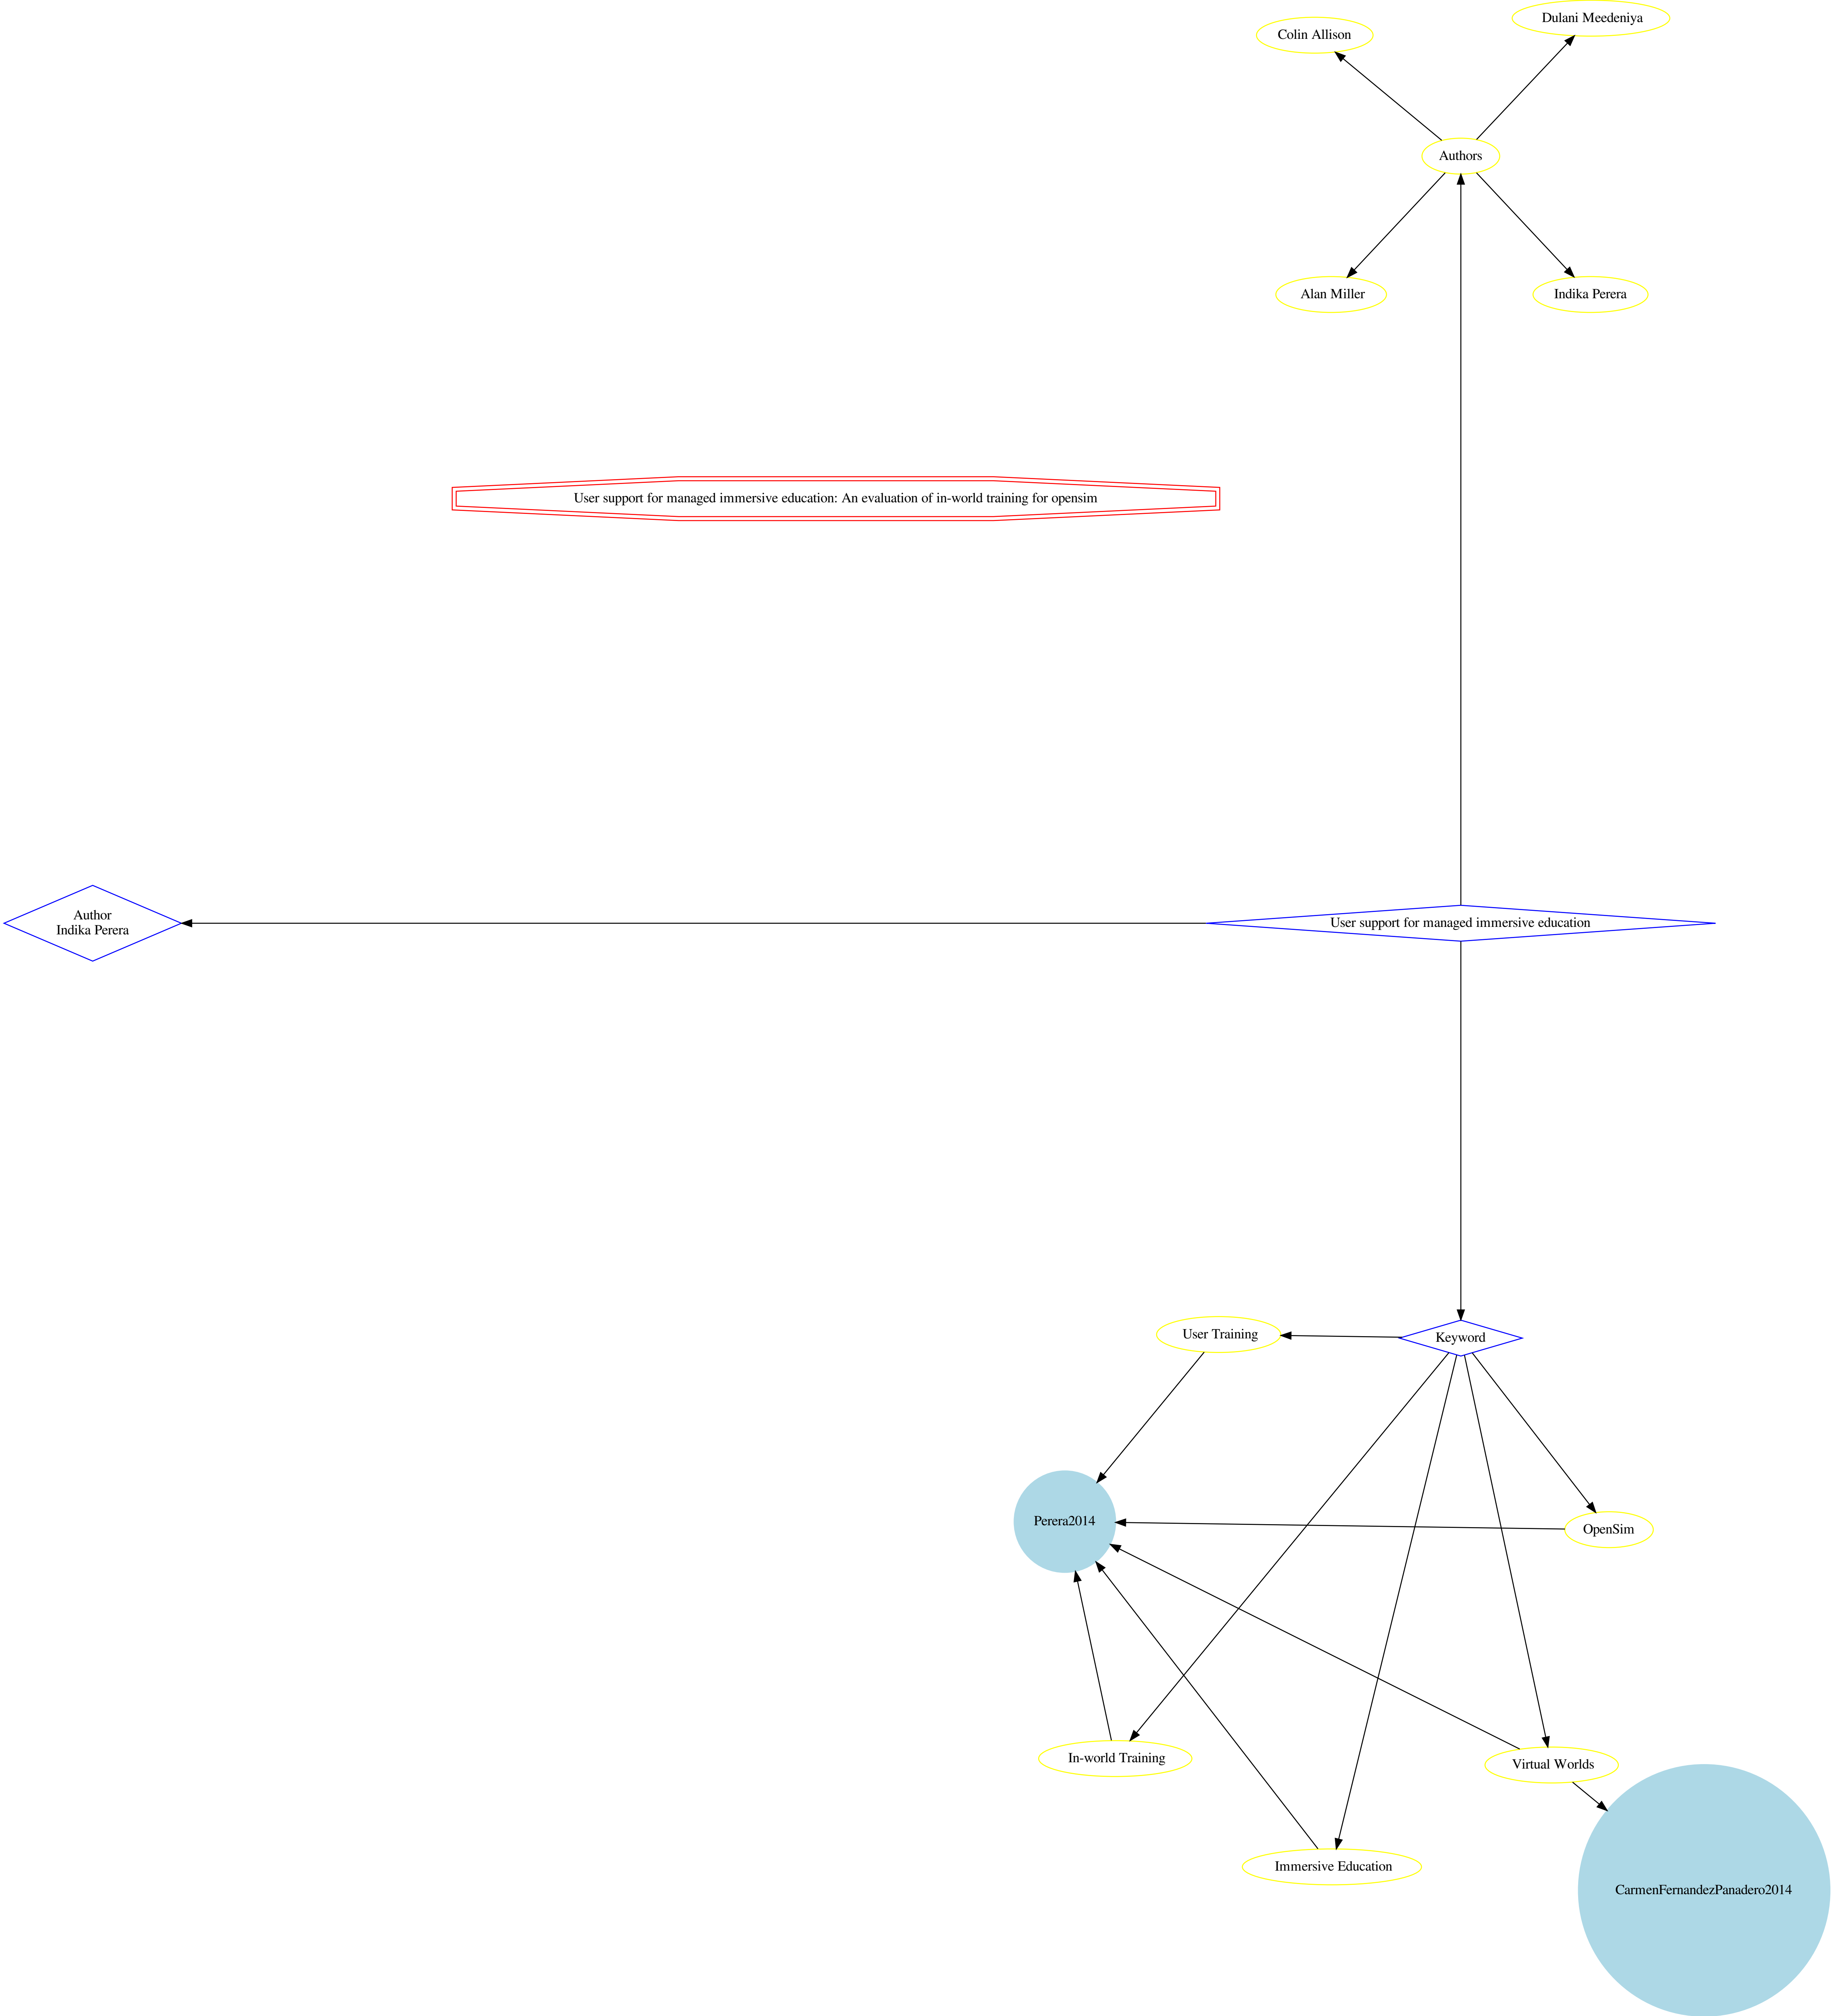 Dulani Meedeniya
Colin Allison
Authors
Alan Miller
Indika Perera
User support for managed immersive education: An evaluation of in-world training for opensim
Author
Indika Perera
User support for managed immersive education
User Training
Keyword
Perera2014
OpenSim
In-world Training
Virtual Worlds
Immersive Education
CarmenFernandezPanadero2014